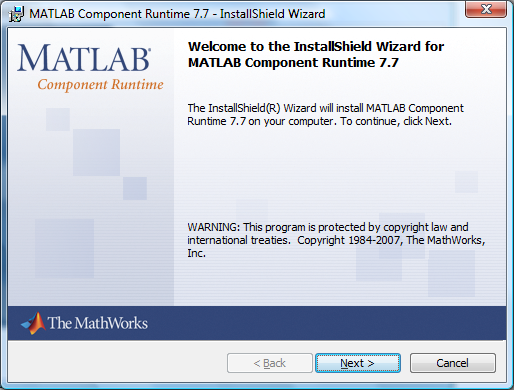 MATLAB Component Runtime 7.7 - InstallShield Wizard
MATLAB®
Component Runtime
Welcome to the InstallShield Wizard for
MATLAB Component Runtime 7.7
The InstallShield(R) Wizard will install MATLAB Component
Runtime 7.7 on your computer. To continue, click Next.
WARNING: This program is protected by copyright law and
international treaties. Copyright 1984-2007, The MathWorks,
Inc.
The MathWorks
< Back
Next >
Cancel